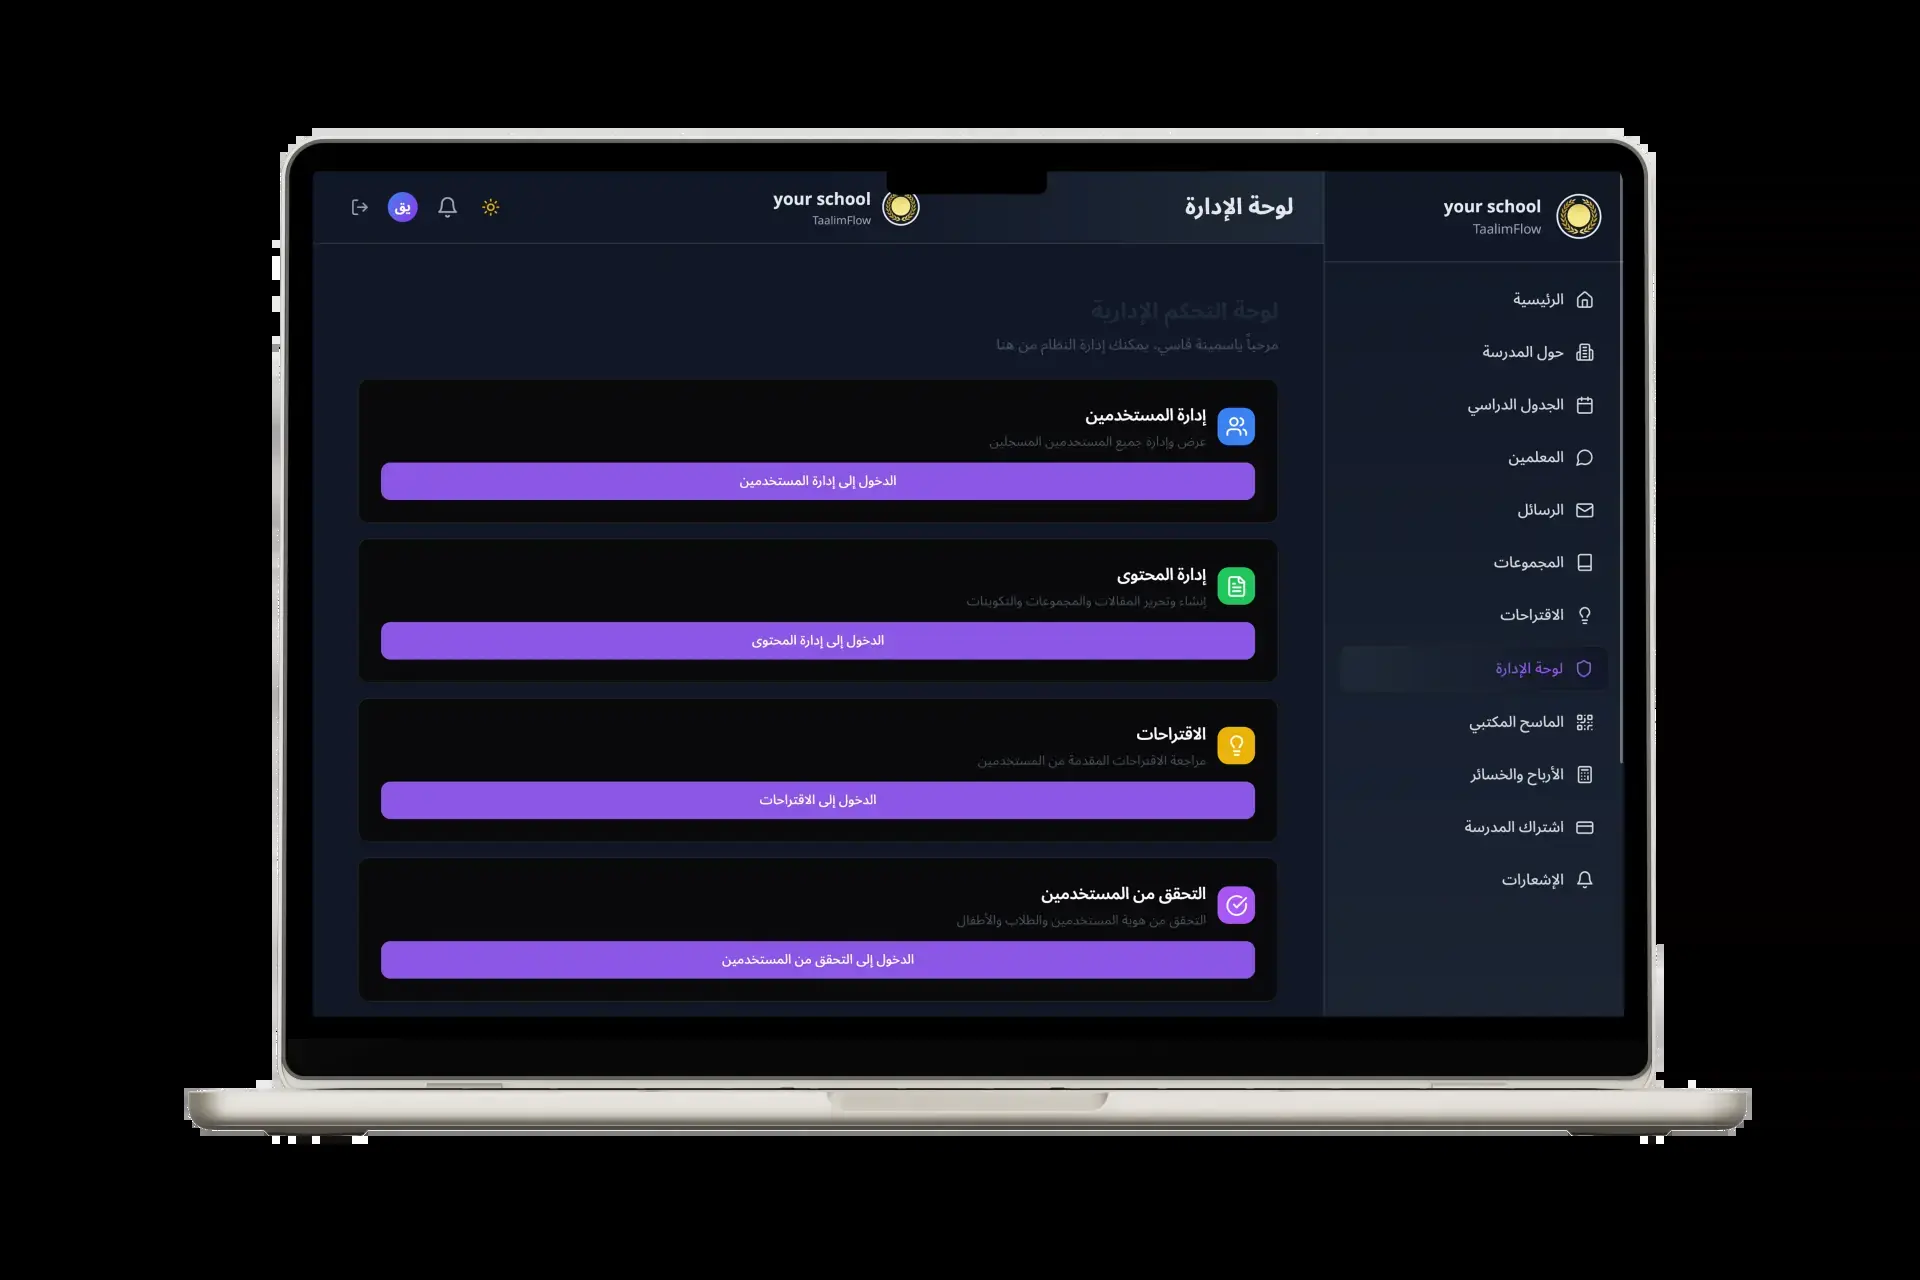 your school
TaalimFlow
الرئيسية
حول المدرسة
الجدول الدراسي
المعلمين
الرسائل
المجموعات
الاقتراحات
لوحة الإدارة
الماسح المكتبي
الأرباح والخسائر
اشتراك المدرسة
الإشعارات
لوحة الإدارة
your school
TaalimFlow
يق
لوحة التحكم الإدارية
مرحباً ياسمينة قاسي، يمكنك إدارة النظام من هنا
إدارة المستخدمين
عرض وإدارة جميع المستخدمين المسجلين
الدخول إلى إدارة المستخدمين
إدارة المحتوى
إنشاء وتحرير المقالات والمجموعات والتكوينات
الدخول إلى إدارة المحتوى
الاقتراحات
مراجعة الاقتراحات المقدمة من المستخدمين
الدخول إلى الاقتراحات
التحقق من المستخدمين
التحقق من هوية المستخدمين والطلاب والأطفال
الدخول إلى التحقق من المستخدمين